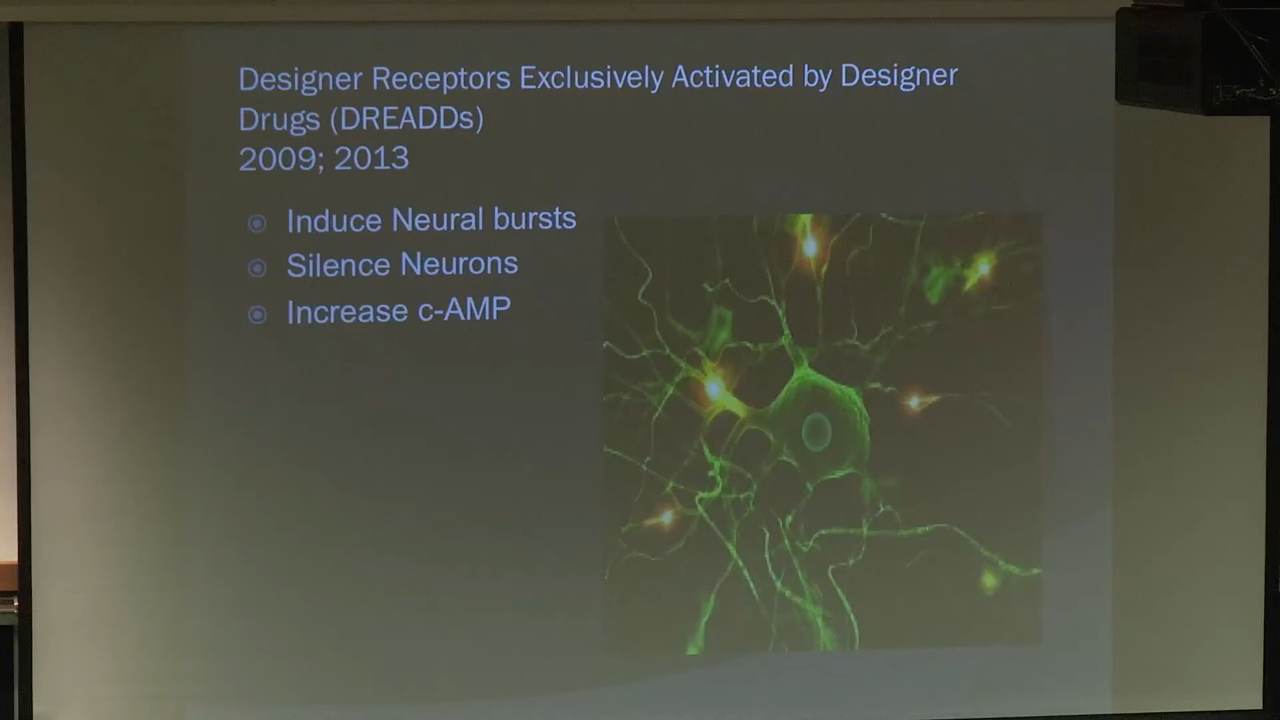 Designer Receptors Exclusively Activated by Designer
Drugs (DREADDs)
2009; 2013
Induce Neural bursts
Silence Neurons
Increase c-AMP